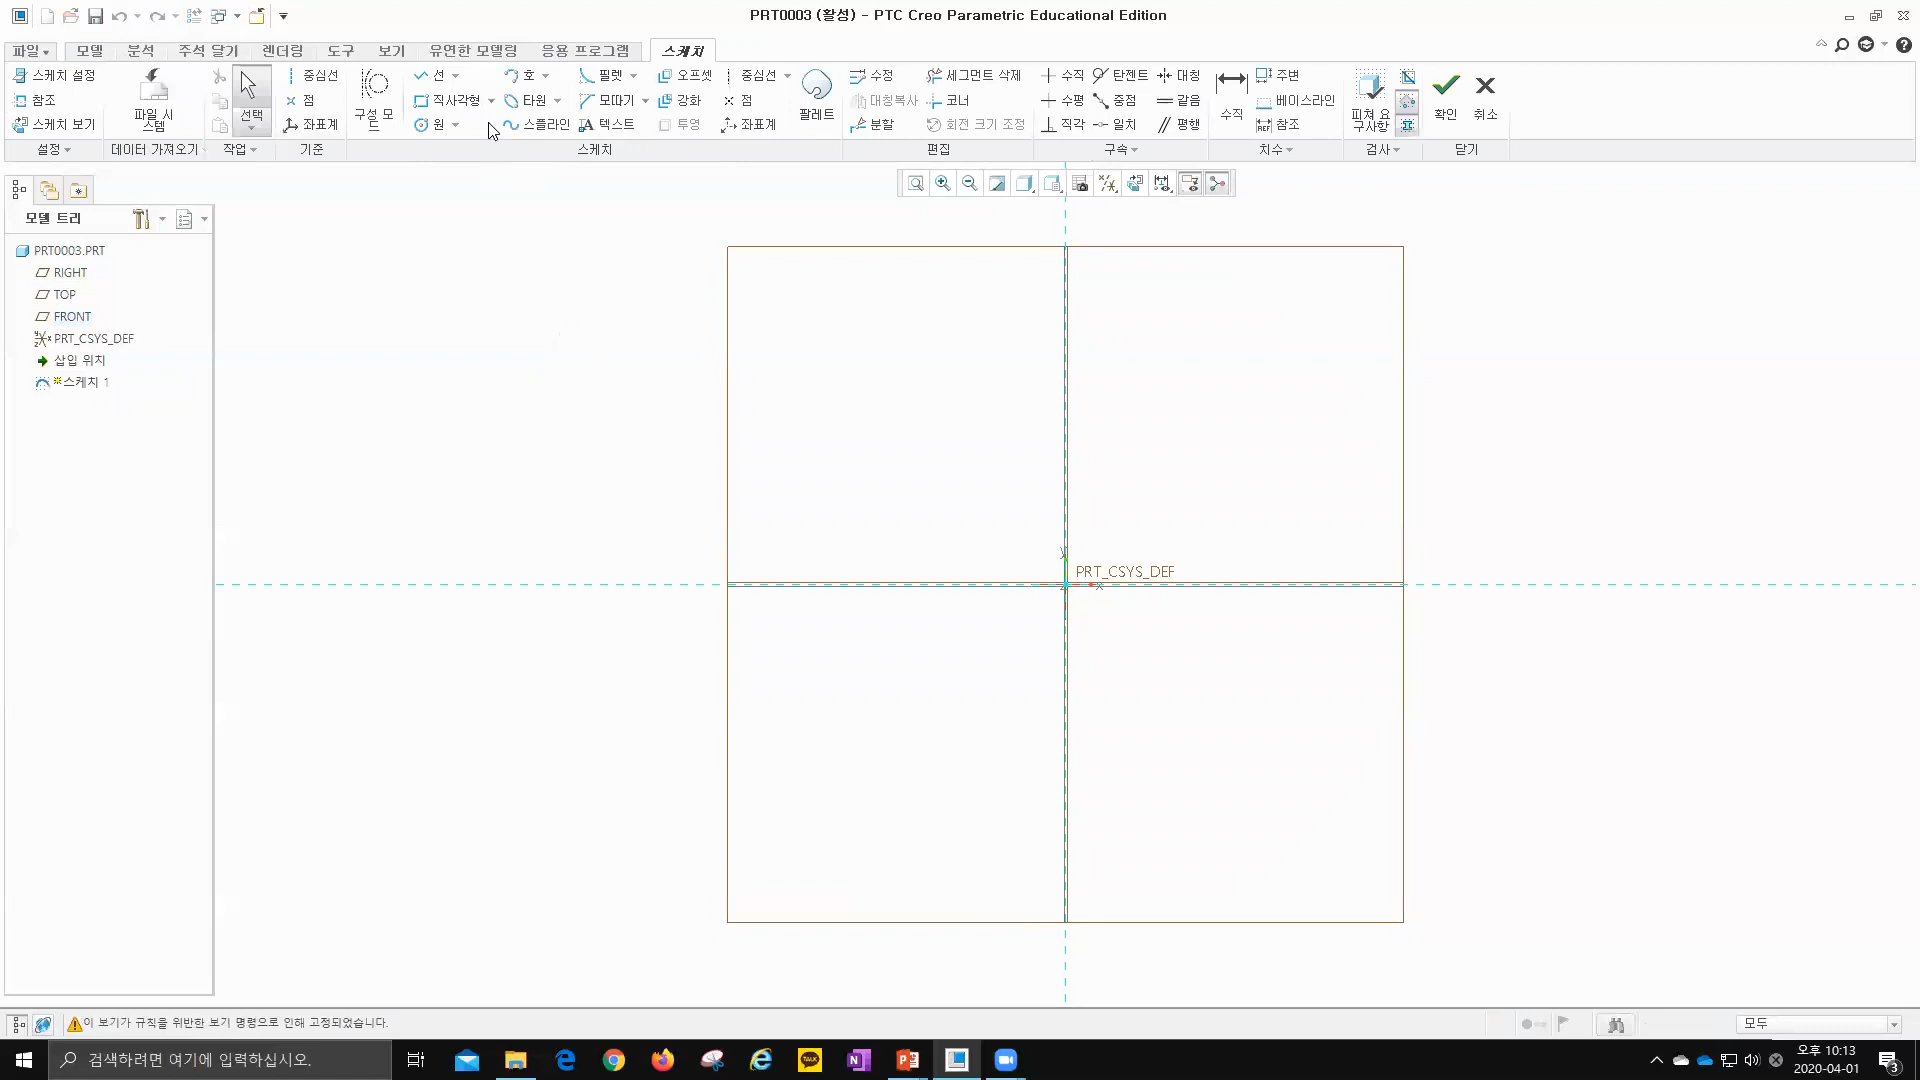 PRT0003 (활성) - PTC Creo Parametric Educational Edition
파일 모델 분석 주석 달기 렌더링 도구 보기 유연한 모델링 응용 프로그램 스케치
스케치 설정 파일 시스템 선택 중심선 구성 모드 선 호 필렛 오프셋 중심선 팔레트 수정 세그먼트 삭제 수직 탄젠트 대칭 수직 주변 피쳐 요구사항 확인 취소
참조 점 직사각형 타원 모따기 강화 점 대칭복사 코너 수평 중점 같음 베이스라인
스케치 보기 좌표계 원 스플라인 텍스트 투영 좌표계 분할 회전 크기 조정 직각 일치 평행 참조
설정 데이터 가져오기 작업 기준 스케치 편집 구속 치수 검사 닫기
모델 트리
PRT0003.PRT
RIGHT
TOP
FRONT
PRT_CSYS_DEF
삽입 위치
스케치 1
y
PRT_CSYS_DEF
x
이 보기가 규칙을 위반한 보기 명령으로 인해 고정되었습니다.
모두
검색하려면 여기에 입력하십시오.
오후 10:13
2020-04-01
3